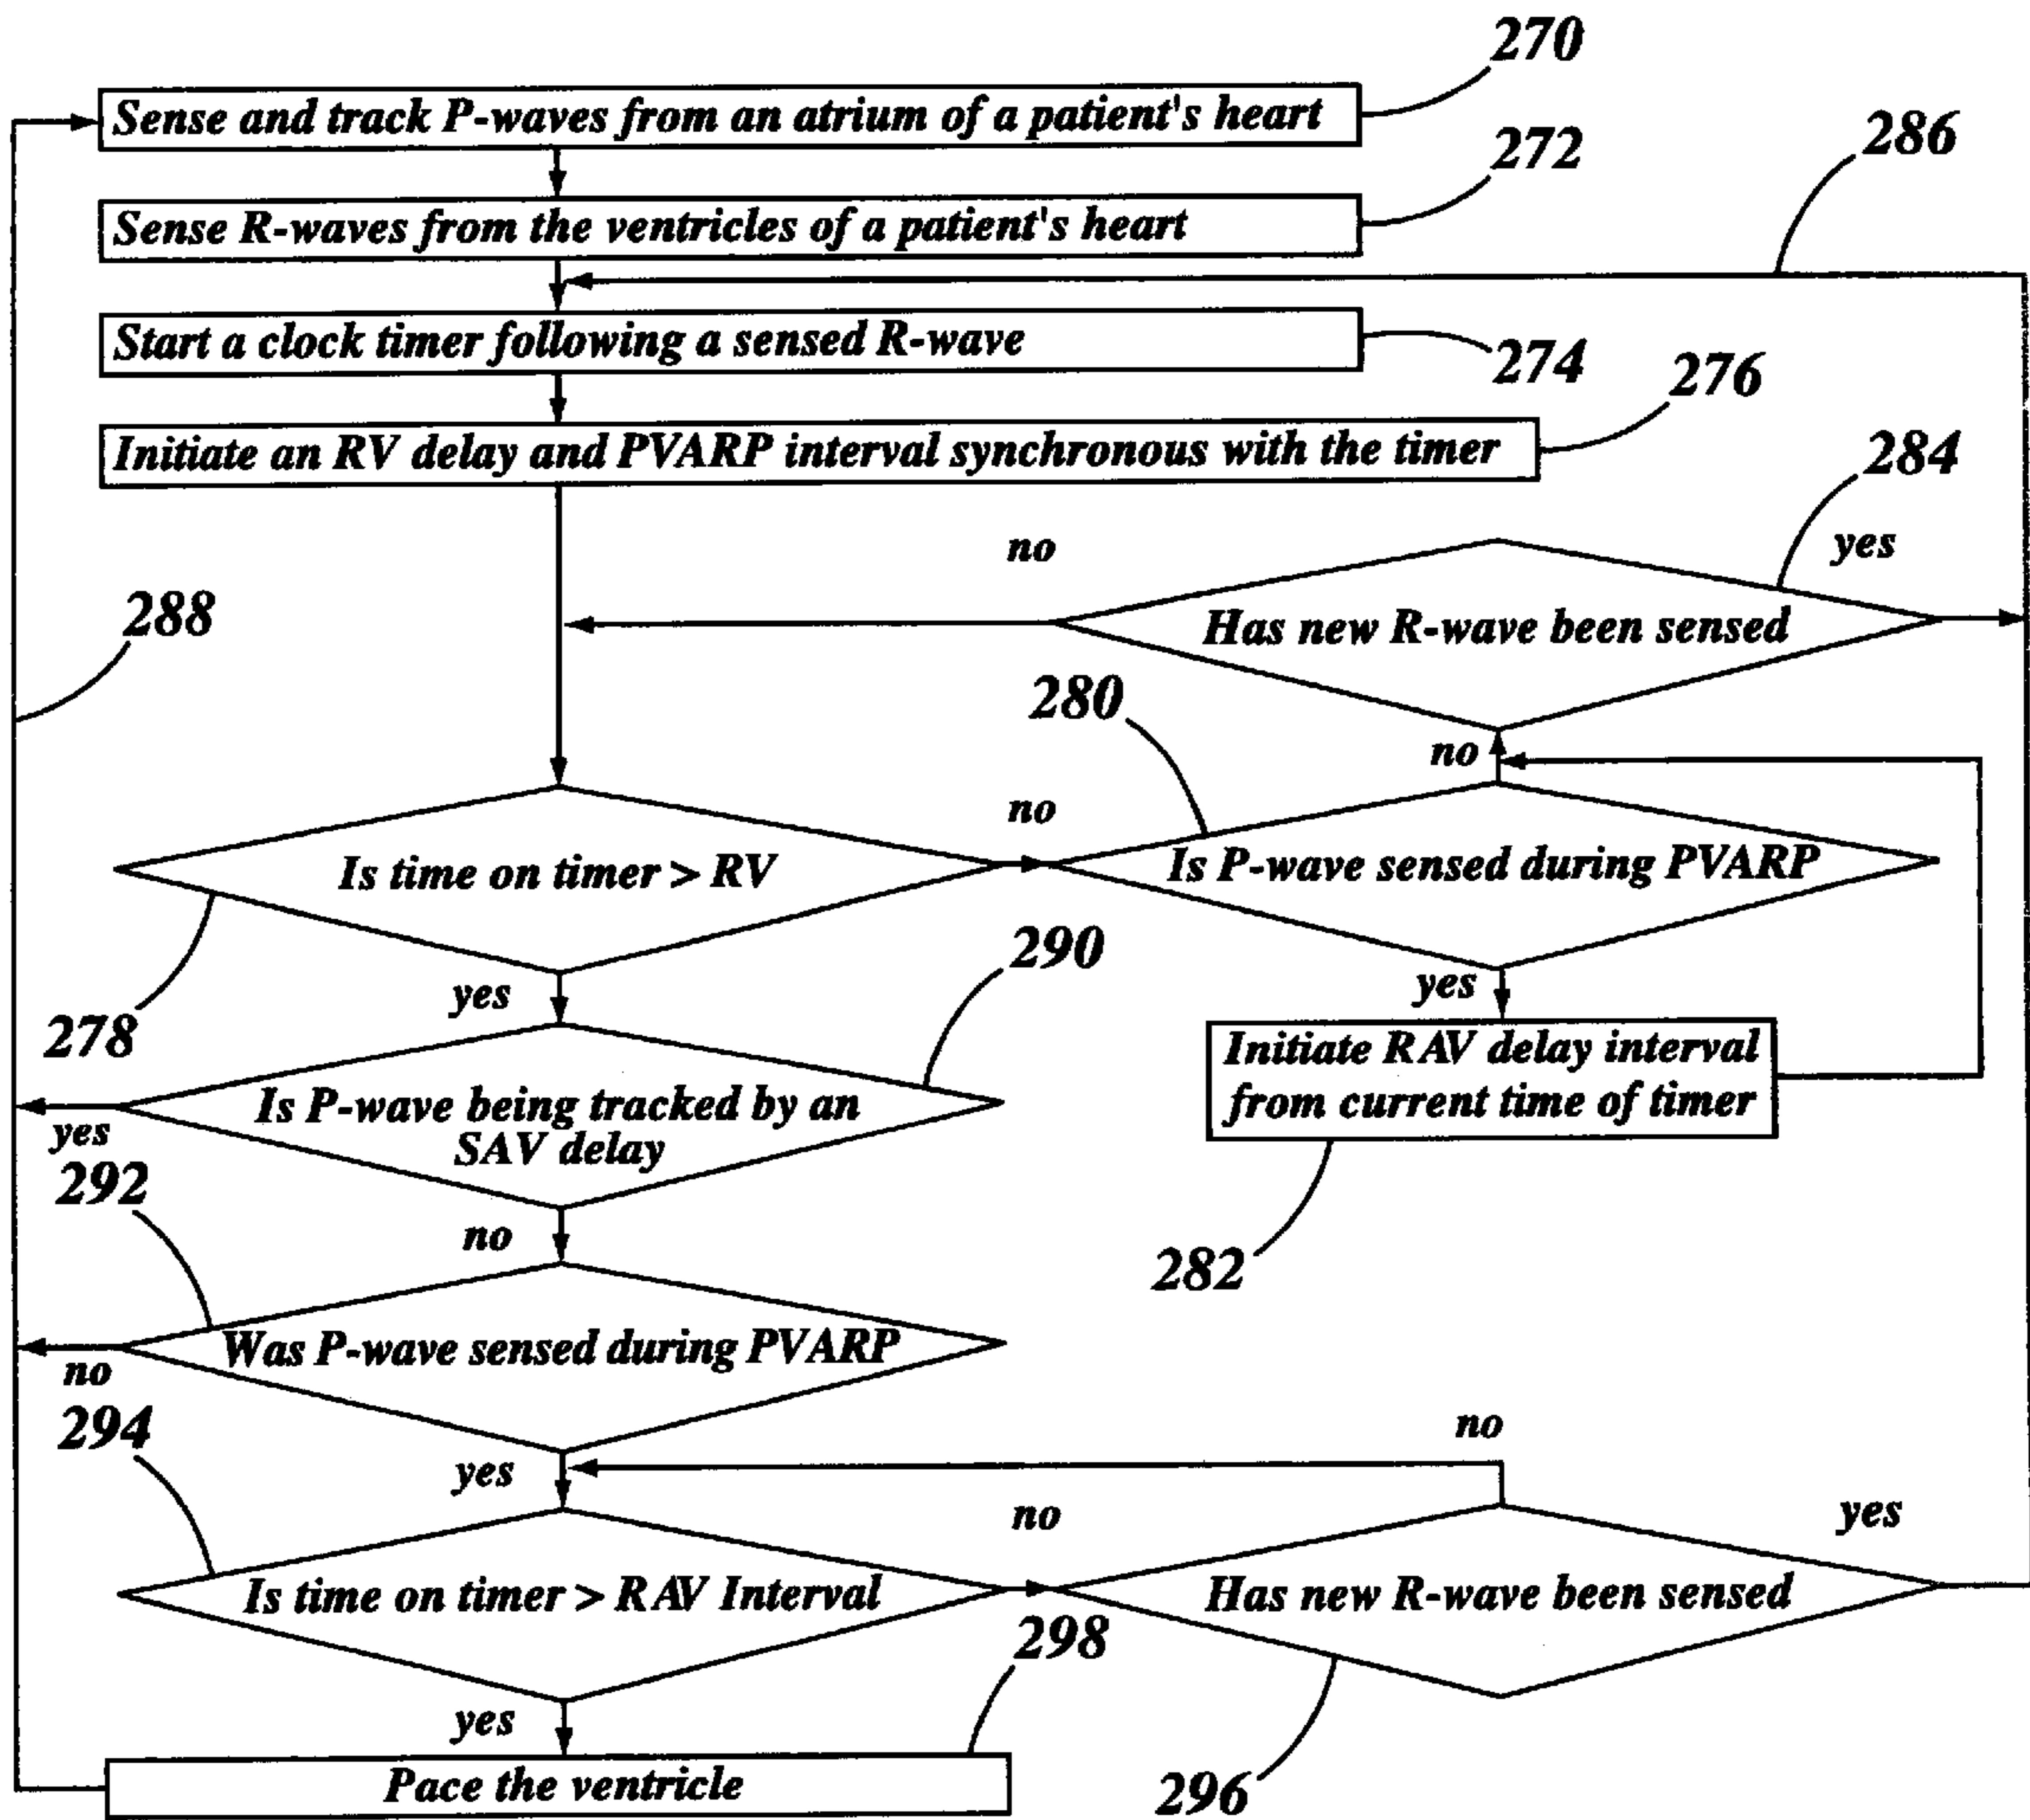 270
Sense and track P-waves from an atrium of a patient's heart
272
286
Sense R-waves from the ventricles of a patient's heart
Start a clock timer following a sensed R-wave
274
276
Initiate an RV delay and PVARP interval synchronous with the timer
284
no
yes
288
Has new R-wave been sensed
280
no
no
Is time on timer > RV
Is P-wave sensed during PVARP
290
yes
yes
278
Initiate RAV delay interval
from current time of timer
Is P-wave being tracked by an
SAV delay
yes
292
no
282
Was P-wave sensed during PVARP
no
294
no
yes
no
yes
Is time on timer > RAV Interval
Has new R-wave been sensed
298
yes
Pace the ventricle
296